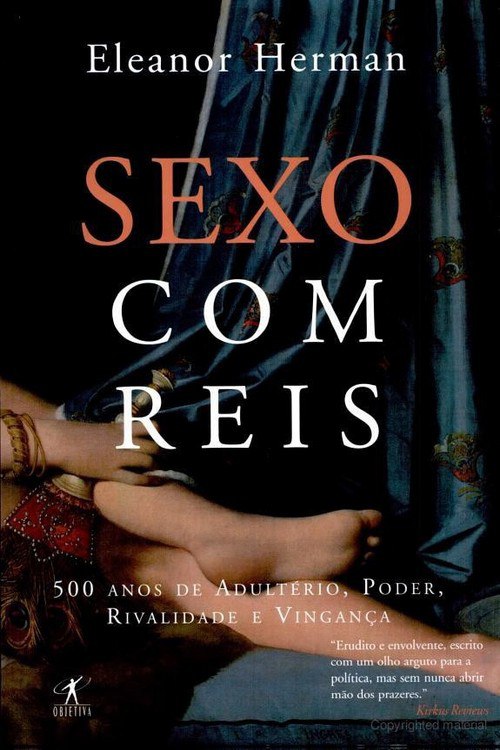 Eleanor Herman
SEXO
COM
REIS
500 ANOS DE ADULTÉRIO, PODER,
RIVALIDADE E VINGANÇA
“Erudito e envolvente, escrito
com um olho arguto para a
política, mas sem nunca abrir
mão dos prazeres.”
Kirkus Reviews
OBJETIVA
Copyrighted material